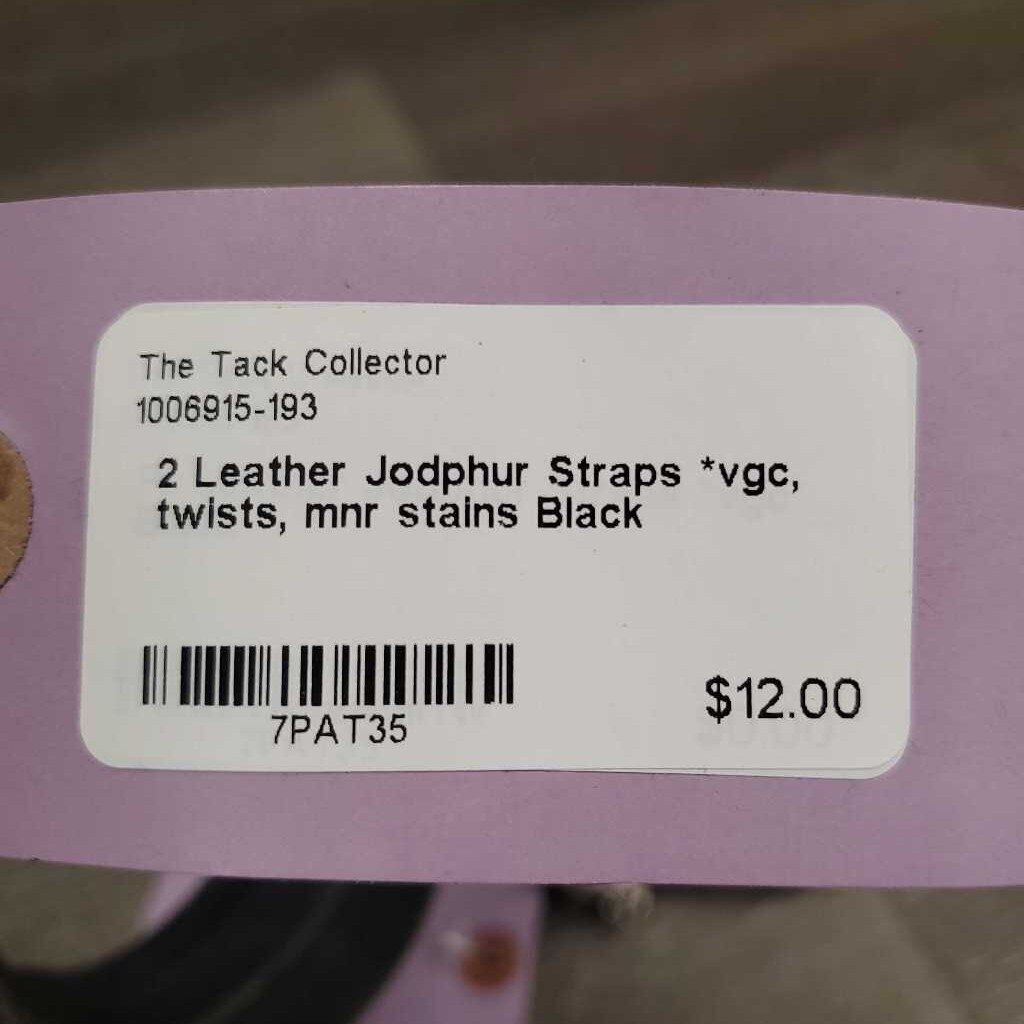 The Tack Collector
1006915-193
2 Leather Jodphur Straps *vgc,
twists, mnr stains Black
7PAT35
$12.00